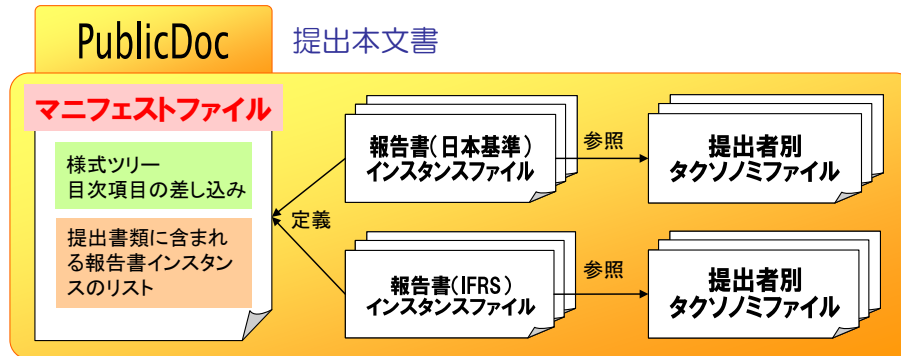 PublicDoc
提出本文書
マニフェストファイル
様式ツリー
目次項目の差し込み
提出書類に含まれ
る報告書インスタン
スのリスト
定義
報告書(日本基準)
インスタンスファイル
参照
提出者別
タクソノミファイル
報告書(IFRS)
インスタンスファイル
参照
提出者別
タクソノミファイル